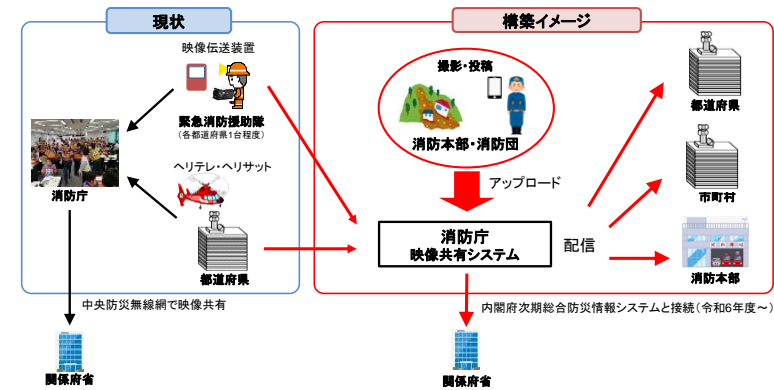 現状
映像伝送装置
緊急消防援助隊
（各都道府県1台程度）
消防庁
ヘリテレ・ヘリサット
都道府県
中央防災無線網で映像共有
関係府省
構築イメージ
撮影・投稿
消防本部・消防団
アップロード
消防庁
映像共有システム
配信
都道府県
市町村
消防本部
内閣府次期総合防災情報システムと接続（令和6年度～）
関係府省